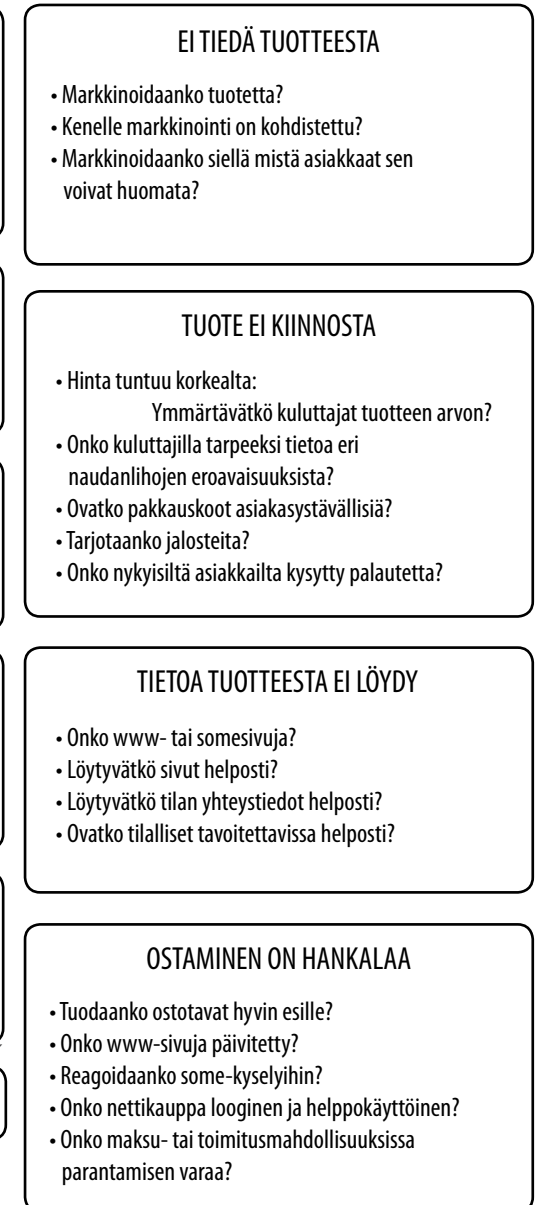 EI TIEDÄ TUOTTEESTA
• Markkinoidaanko tuotetta?
• Kenelle markkinointi on kohdistettu?
• Markkinoidaanko siellä mistä asiakkaat sen
voivat huomata?
TUOTE EI KIINNOSTA
• Hinta tuntuu korkealta:
Ymmärtävätkö kuluttajat tuotteen arvon?
• Onko kuluttajilla tarpeeksi tietoa eri
naudanlihojen eroavaisuuksista?
• Ovatko pakkauskoot asiakasystävällisiä?
• Tarjotaanko jalosteita?
• Onko nykyisiltä asiakkailta kysytty palautetta?
TIETOA TUOTTEESTA EI LÖYDY
• Onko www- tai somesivuja?
• Löytyvätkö sivut helposti?
• Löytyvätkö tilan yhteystiedot helposti?
• Ovatko tilalliset tavoitettavissa helposti?
OSTAMINEN ON HANKALAA
• Tuodaanko ostotavat hyvin esille?
• Onko www-sivuja päivitetty?
• Reagoidaanko some-kyselyihin?
• Onko nettikauppa looginen ja helppokäyttöinen?
• Onko maksu- tai toimitusmahdollisuuksissa
parantamisen varaa?